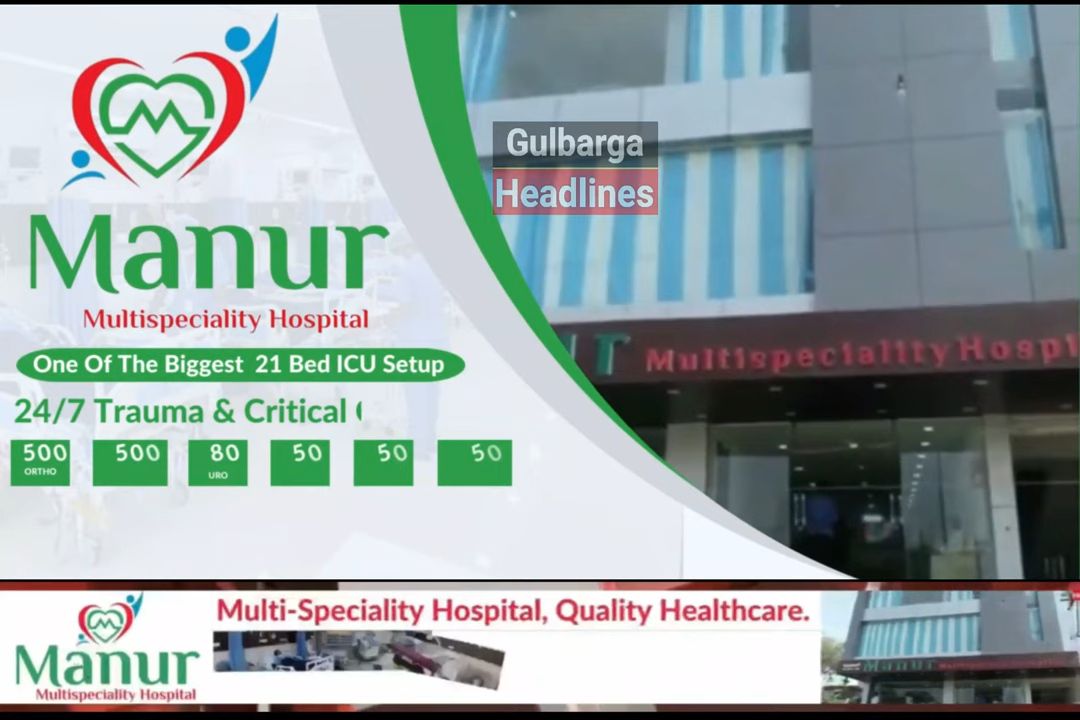 Manur
Multispeciality Hospital
One Of The Biggest 21 Bed ICU Setup
24/7 Trauma & Critical
500
ORTHO
500
80
URO
50
50
50
Gulbarga
Headlines
Multispeciality Hospi
Manur
Multispeciality Hospital
Multi-Speciality Hospital, Quality Healthcare.
Manur